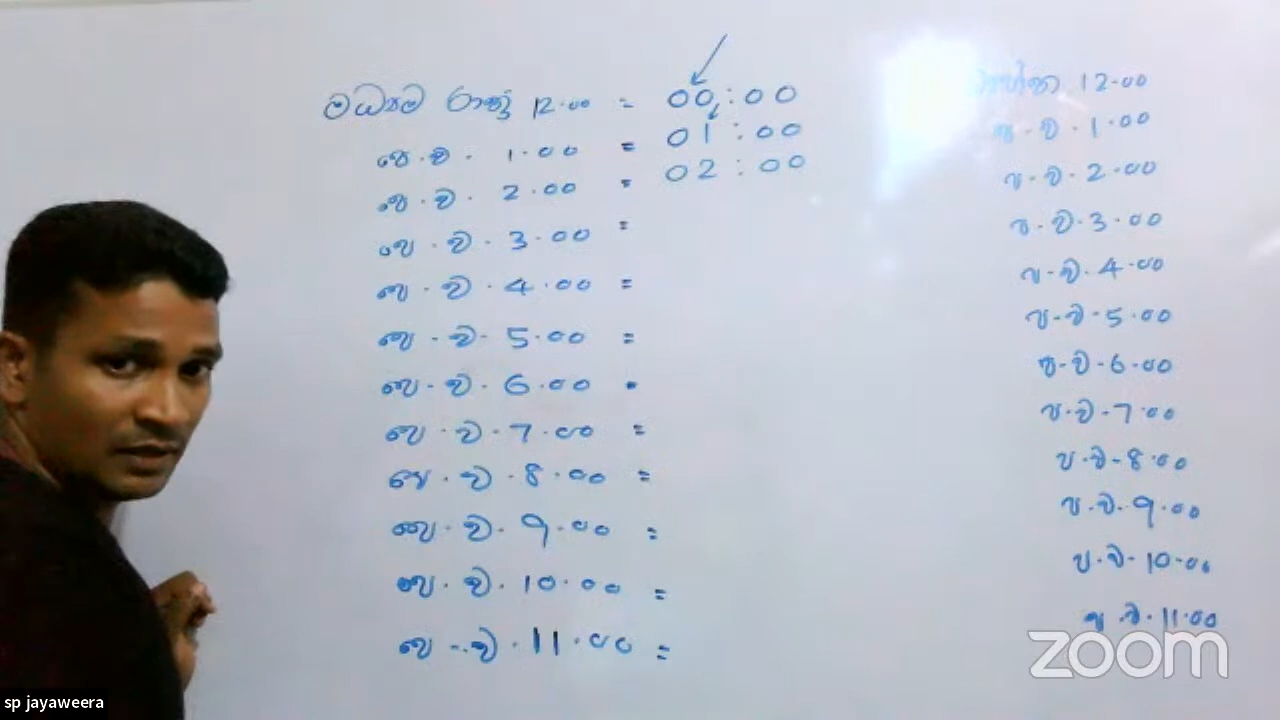 මධ්‍යම රාත්‍රී 12.00 = 00:00
පෙ.ව. 1.00 = 01:00
පෙ.ව. 2.00 = 02:00
පෙ.ව. 3.00 =
පෙ.ව. 4.00 =
පෙ.ව. 5.00 =
පෙ.ව. 6.00 =
පෙ.ව. 7.00 =
පෙ.ව. 8.00 =
පෙ.ව. 9.00 =
පෙ.ව. 10.00 =
පෙ.ව. 11.00 =
12.00
ප.ව. 1.00
ප.ව. 2.00
ප.ව. 3.00
ප.ව. 4.00
ප.ව. 5.00
ප.ව. 6.00
ප.ව. 7.00
ප.ව. 8.00
ප.ව. 9.00
ප.ව. 10.00
ප.ව. 11.00
zoom
sp jayaweera